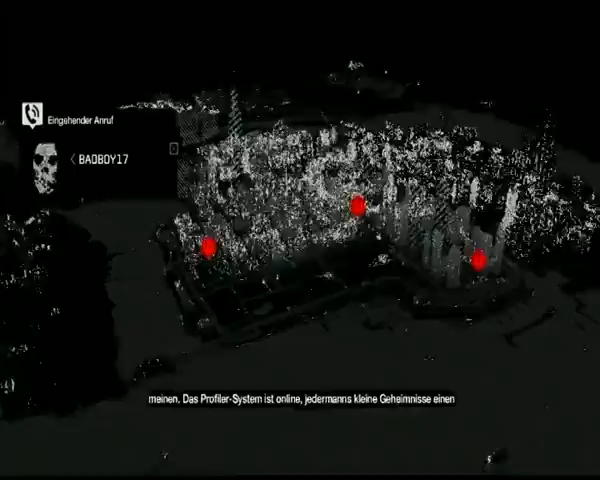 Eingehender Anruf
BADBOY17
meinen. Das Profiler-System ist online, jedermanns kleine Geheimnisse einen